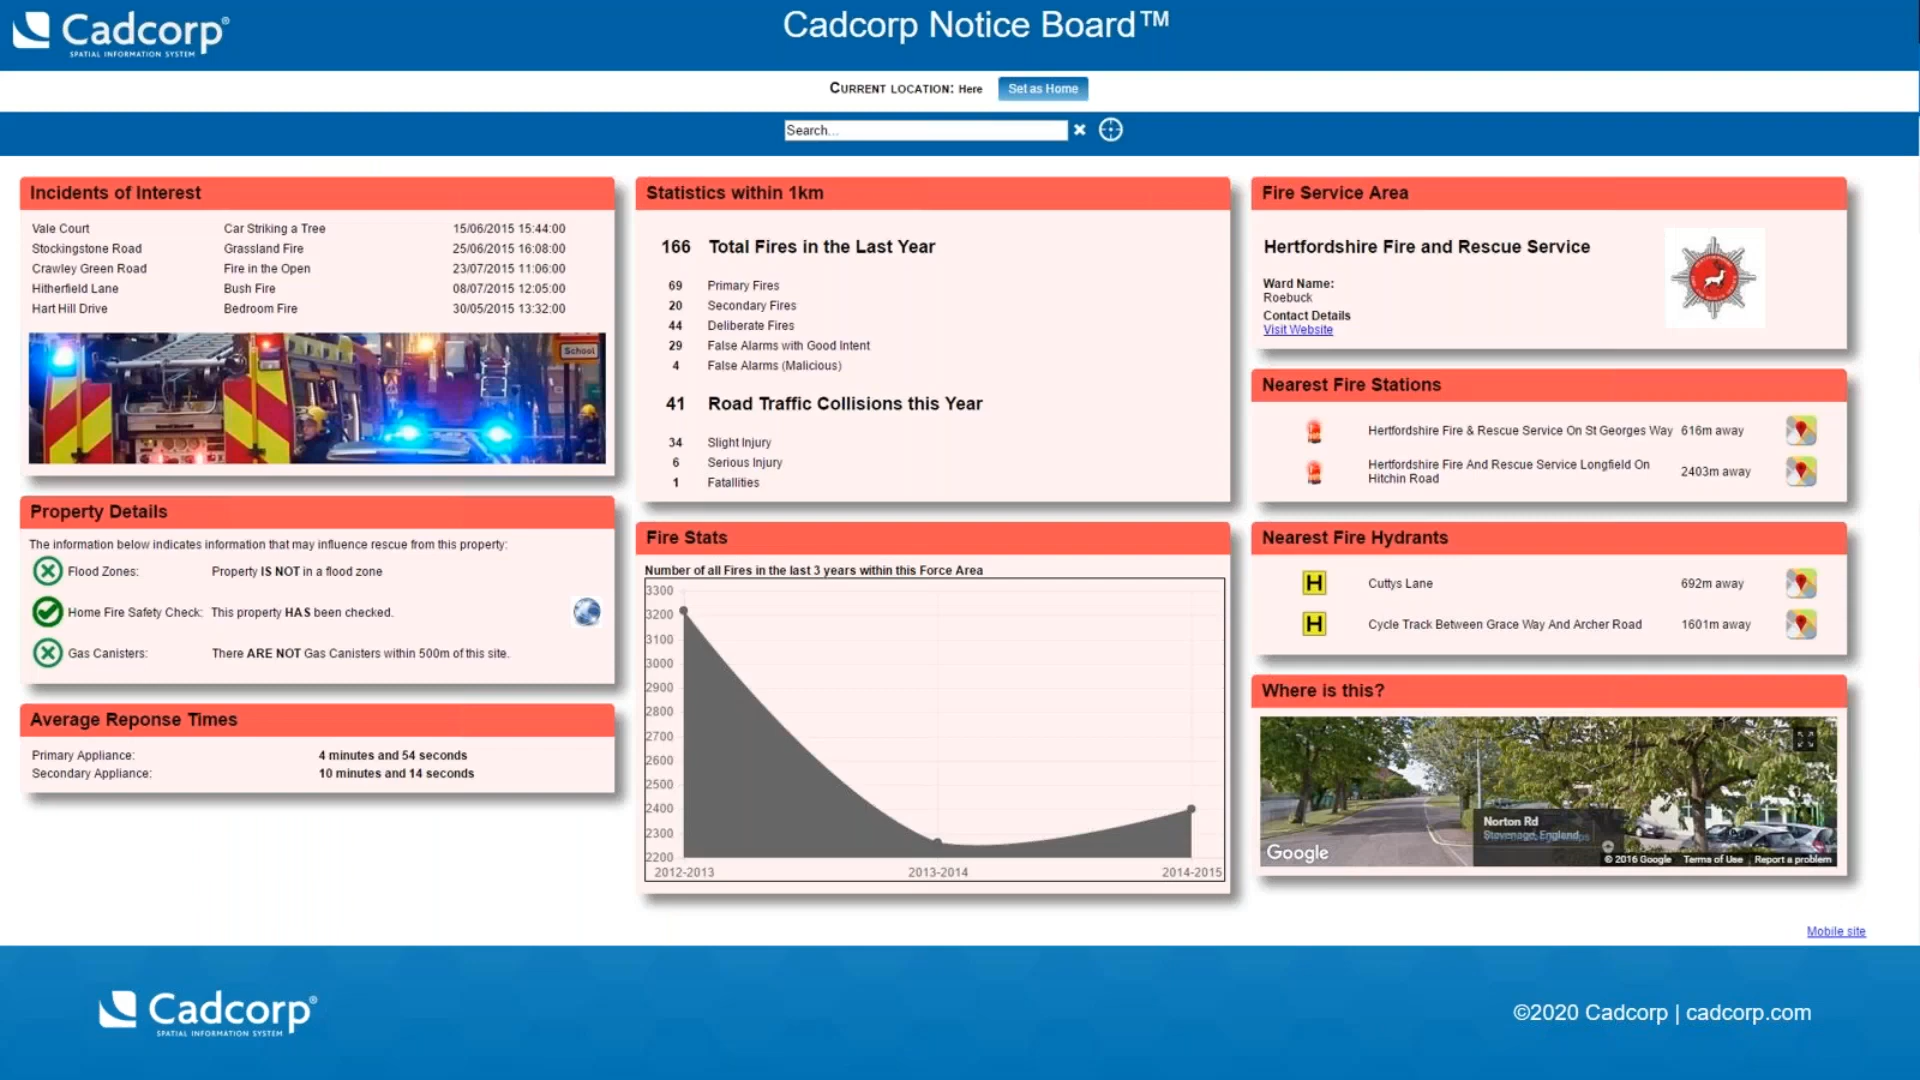 Cadcorp®
SPATIAL INFORMATION SYSTEM
Cadcorp Notice Board™
CURRENT LOCATION: Here
Set as Home
Search...
Incidents of Interest
Vale Court Car Striking a Tree 15/06/2015 15:44:00
Stockingstone Road Grassland Fire 25/06/2015 16:08:00
Crawley Green Road Fire in the Open 23/07/2015 11:06:00
Hitherfield Lane Bush Fire 08/07/2015 12:05:00
Hart Hill Drive Bedroom Fire 30/05/2015 13:32:00
School
Property Details
The information below indicates information that may influence rescue from this property:
Flood Zones: Property IS NOT in a flood zone
Home Fire Safety Check: This property HAS been checked.
Gas Canisters: There ARE NOT Gas Canisters within 500m of this site.
Average Reponse Times
Primary Appliance: 4 minutes and 54 seconds
Secondary Appliance: 10 minutes and 14 seconds
Statistics within 1km
166 Total Fires in the Last Year
69 Primary Fires
20 Secondary Fires
44 Deliberate Fires
29 False Alarms with Good Intent
4 False Alarms (Malicious)
41 Road Traffic Collisions this Year
34 Slight Injury
6 Serious Injury
1 Fatallities
Fire Stats
Number of all Fires in the last 3 years within this Force Area
3300
3200
3100
3000
2900
2800
2700
2600
2500
2400
2300
2200
2012-2013 2013-2014 2014-2015
Fire Service Area
Hertfordshire Fire and Rescue Service
Ward Name:
Roebuck
Contact Details
Visit Website
Nearest Fire Stations
Hertfordshire Fire & Rescue Service On St Georges Way 616m away
Hertfordshire Fire And Rescue Service Longfield On
Hitchin Road 2403m away
Nearest Fire Hydrants
H Cuttys Lane 692m away
H Cycle Track Between Grace Way And Archer Road 1601m away
Where is this?
Norton Rd
Stevenage, England
Google
© 2016 Google Terms of Use Report a problem
Mobile site
Cadcorp®
SPATIAL INFORMATION SYSTEM
©2020 Cadcorp | cadcorp.com